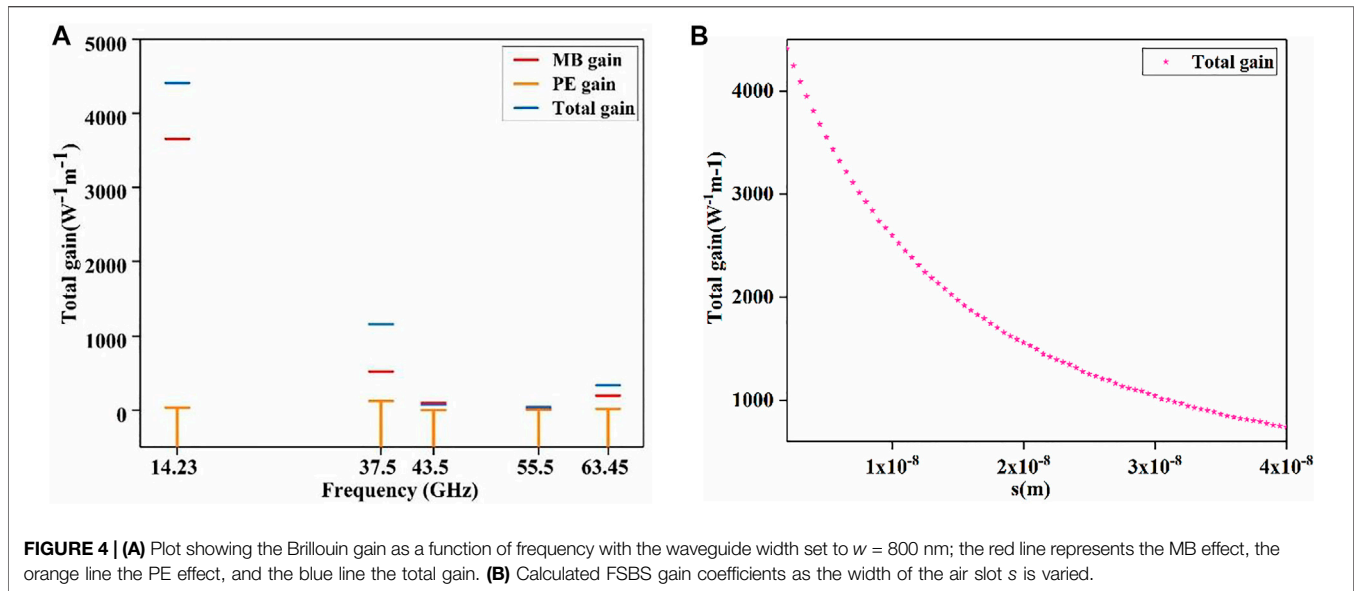 A
Total gain(W⁻¹m⁻¹)
5000
4000
3000
2000
1000
0
MB gain
PE gain
Total gain
14.23 37.5 43.5 55.5 63.45
Frequency (GHz)
B
Total gain(W⁻¹m-1)
4000
3000
2000
1000
Total gain
1x10⁻⁸ 2x10⁻⁸ 3x10⁻⁸ 4x10⁻⁸
s(m)
FIGURE 4 | (A) Plot showing the Brillouin gain as a function of frequency with the waveguide width set to w = 800 nm; the red line represents the MB effect, the
orange line the PE effect, and the blue line the total gain. (B) Calculated FSBS gain coefficients as the width of the air slot s is varied.